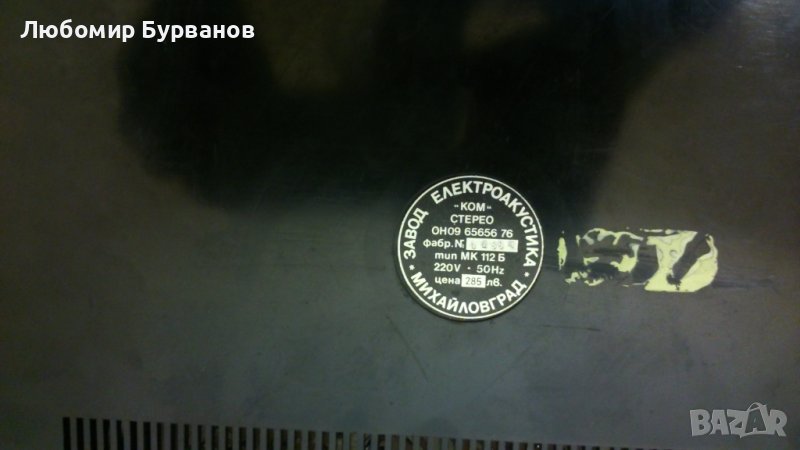 Любомир Бурванов
ЗАВОД ЕЛЕКТРОАКУСТИКА
"КОМ"
СТЕРЕО
ОН09 65656 76
фабр. №
тип МК 112 Б
220V · 50Hz
цена 285 лв.
* МИХАЙЛОВГРАД *
BAZAR